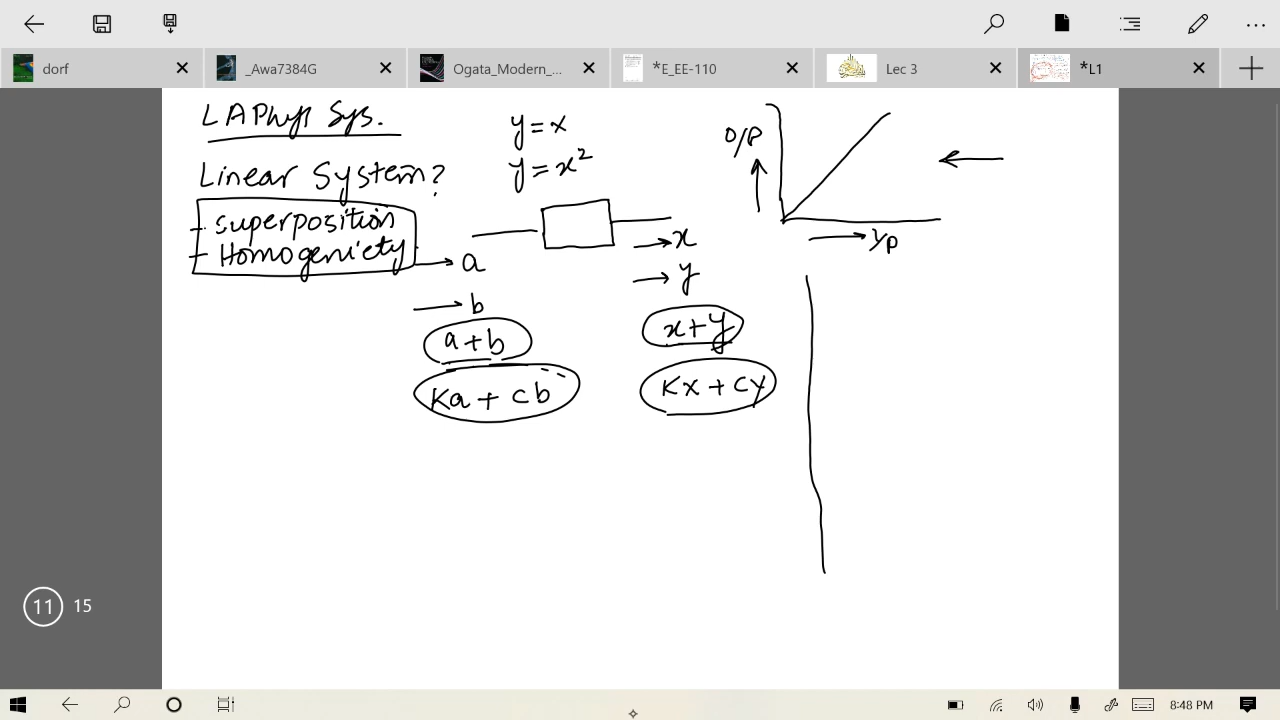 dorf
_Awa7384G
Ogata_Modern_...
*E_EE-110
Lec 3
*L1
LAPhys Sys.
Linear System?
- superposition
- Homogeniety
y = x
y = x²
→ a
→ b
a + b
Ka + cb
→ x
→ y
x + y
Kx + cy
O/P
I/P
11 15
8:48 PM